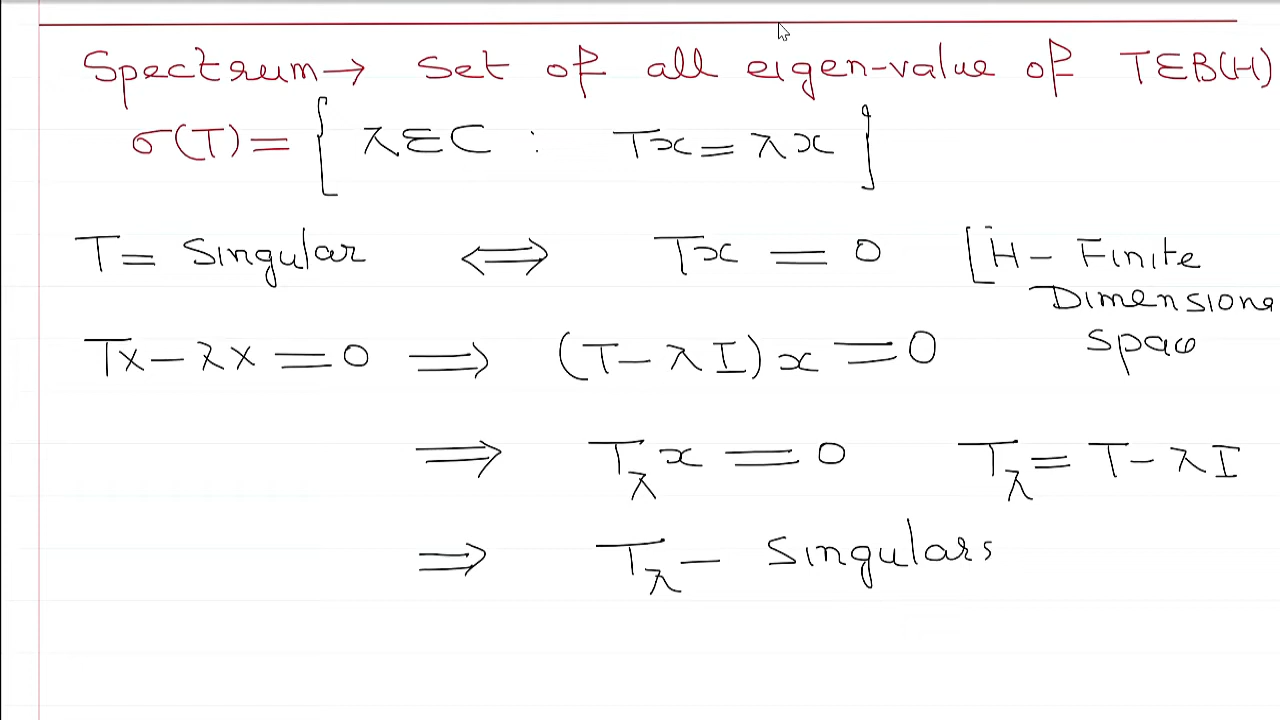 Spectrum → Set of all eigen-value of T∈B(H)
σ(T) = { λ∈C : Tx = λx }
T = Singular ⟺ Tx = 0 [H - Finite
Dimensiona
Spac
Tx - λx = 0 ⟹ (T - λI)x = 0
⟹ T_λ x = 0 T_λ = T - λI
⟹ T_λ - Singulars